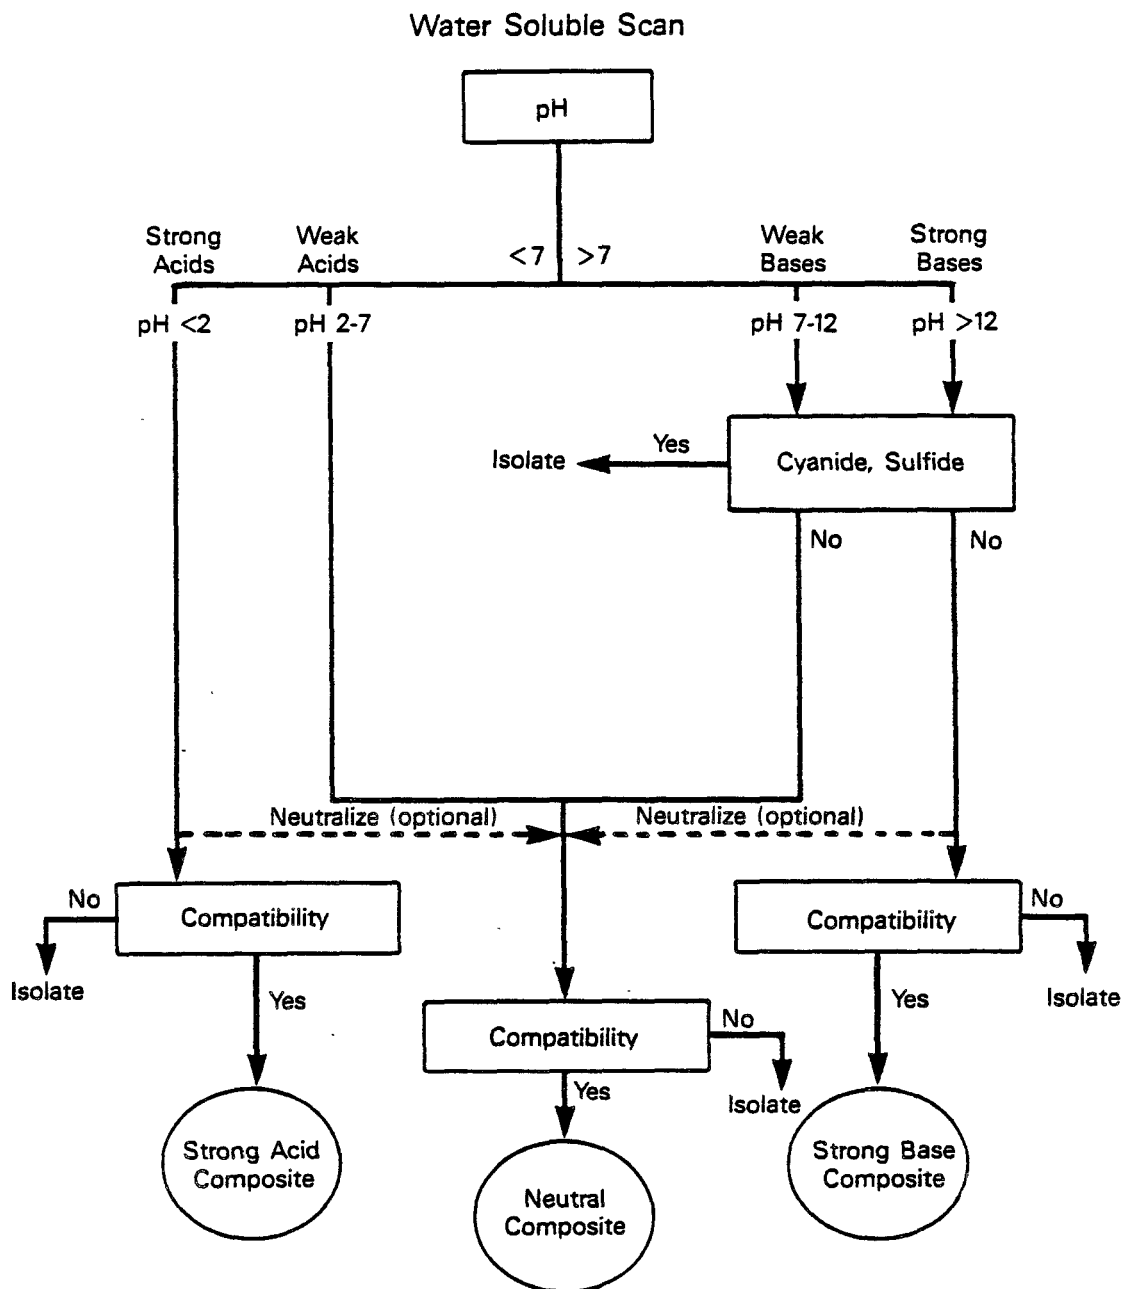 Water Soluble Scan
pH
Strong
Acids
Weak
Acids
<7
>7
Weak
Bases
Strong
Bases
pH <2
pH 2-7
pH 7-12
pH >12
Isolate
Yes
Cyanide, Sulfide
No
No
Neutralize (optional)
Neutralize (optional)
No
Compatibility
Isolate
Yes
Compatibility
No
Isolate
Yes
Compatibility
No
Isolate
Yes
Strong Acid
Composite
Neutral
Composite
Strong Base
Composite